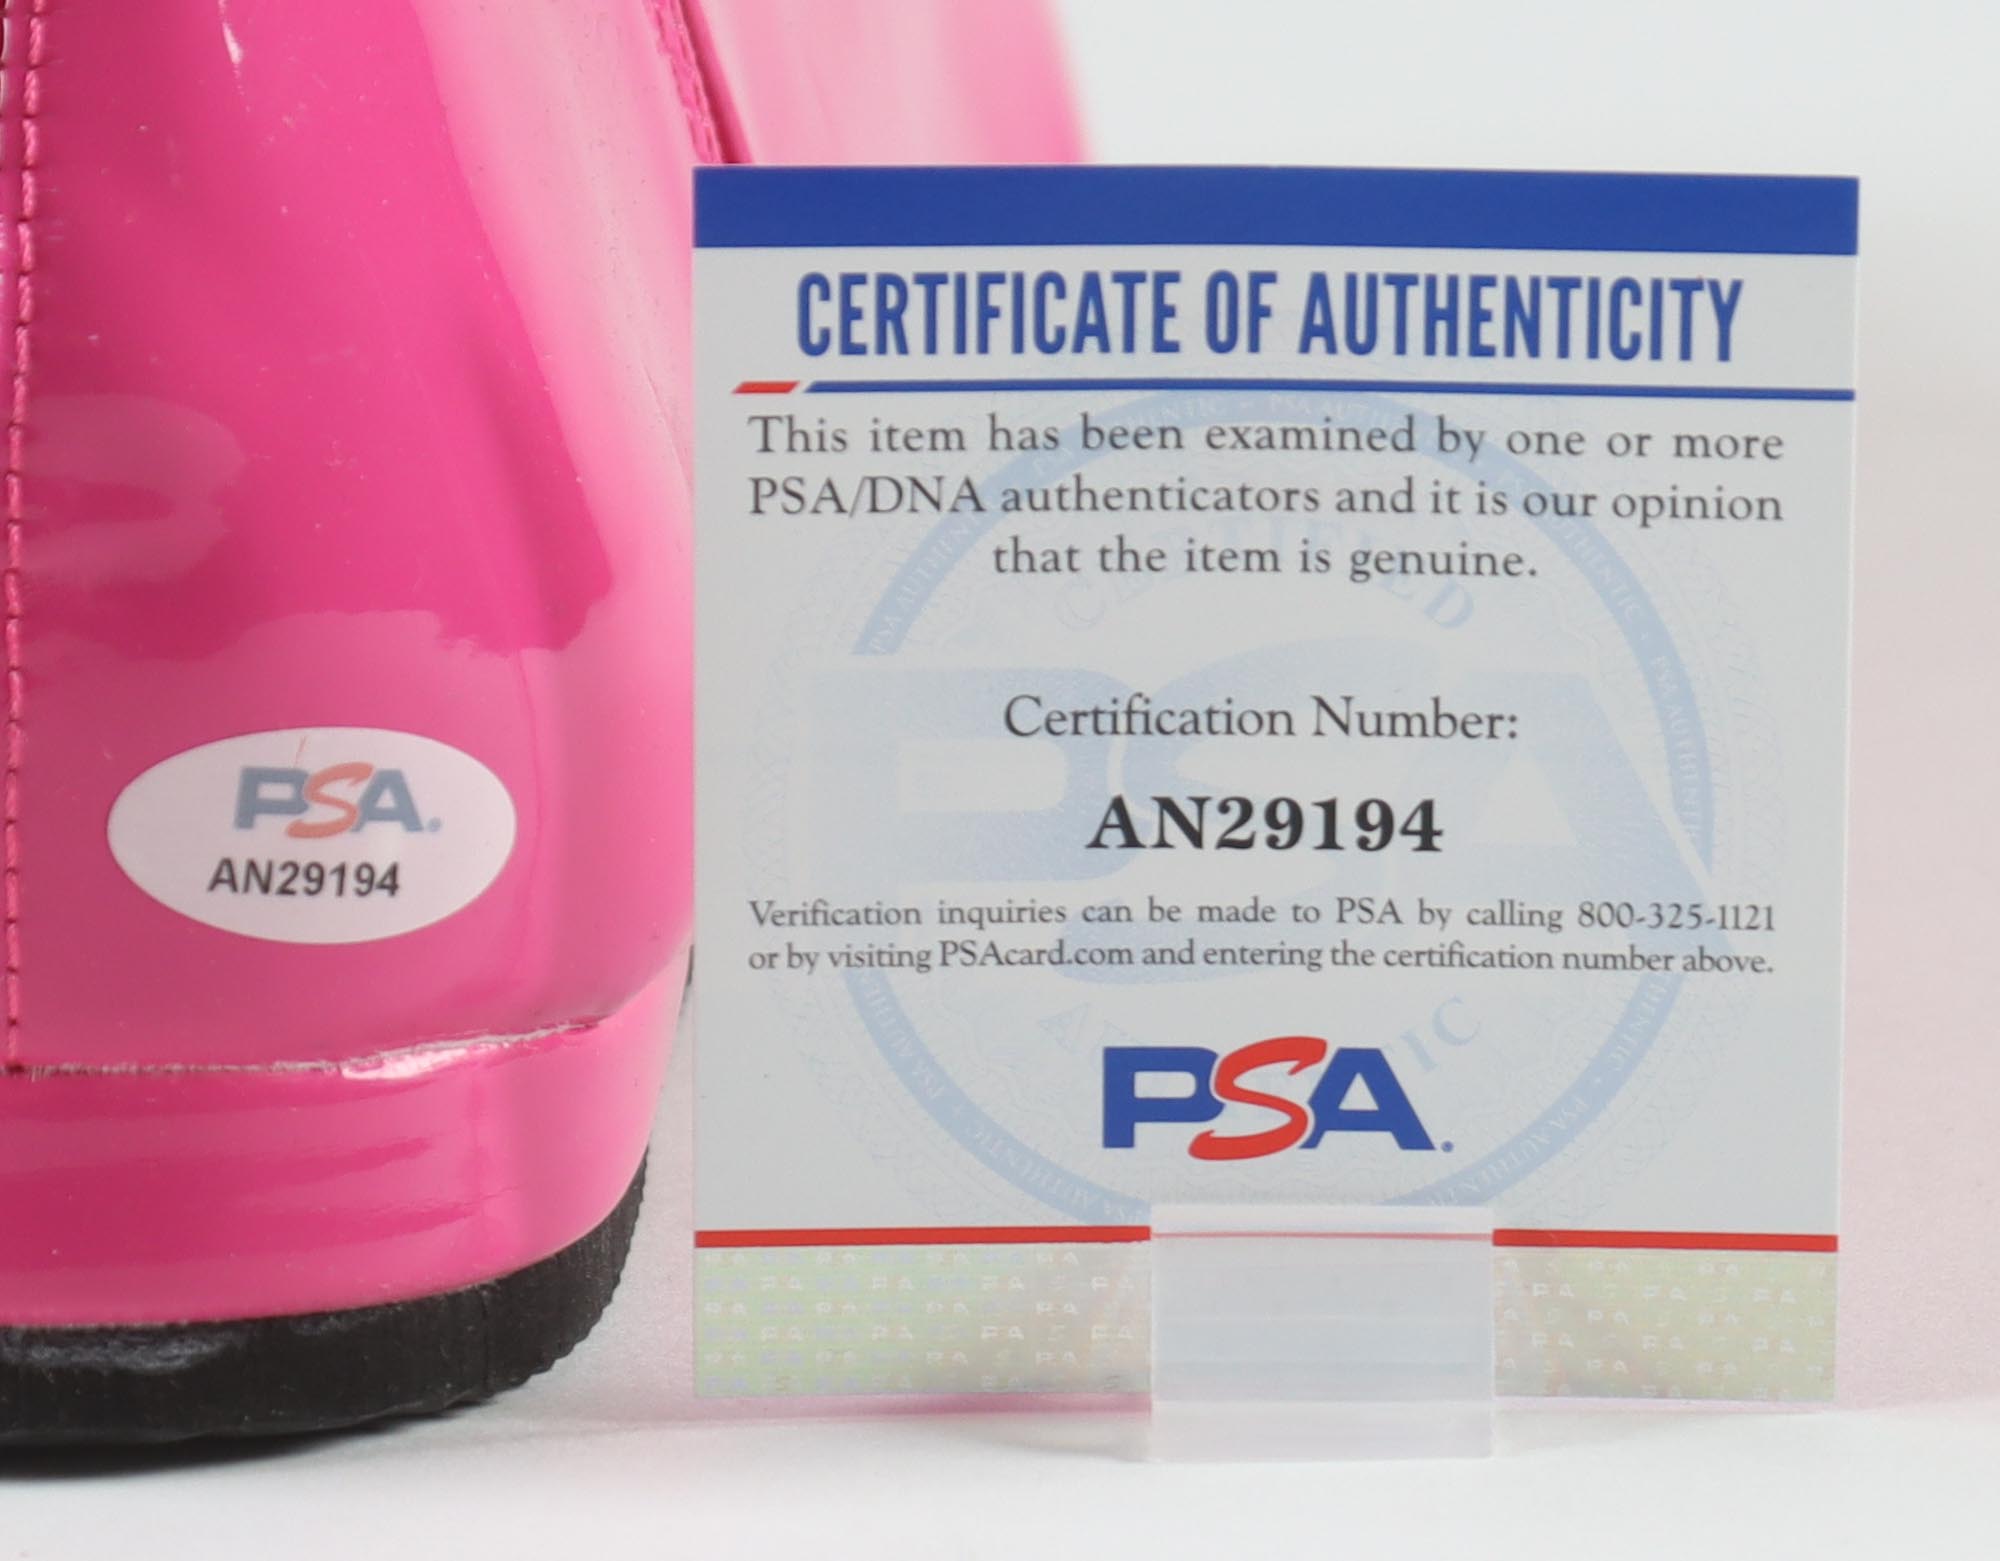 PSA.
AN29194
CERTIFICATE OF AUTHENTICITY
This item has been examined by one or more
PSA/DNA authenticators and it is our opinion
that the item is genuine.
CERTIFIED
Certification Number:
AN29194
Verification inquiries can be made to PSA by calling 800-325-1121
or by visiting PSAcard.com and entering the certification number above.
PSA.